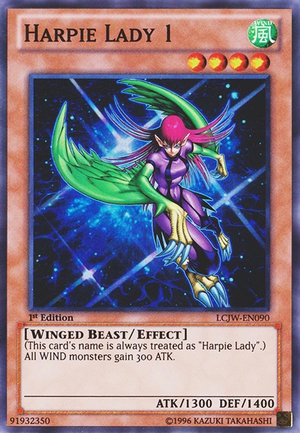 HARPIE LADY 1
WIND
風
1st Edition
LCJW-EN090
[WINGED BEAST/EFFECT]
(This card's name is always treated as "Harpie Lady".)
All WIND monsters gain 300 ATK.
ATK/1300 DEF/1400
91932350
©1996 KAZUKI TAKAHASHI